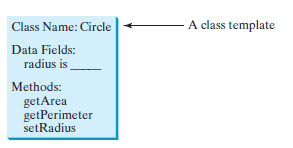 Class Name: Circle
A class template
Data Fields:
radius is _____
Methods:
getArea
getPerimeter
setRadius